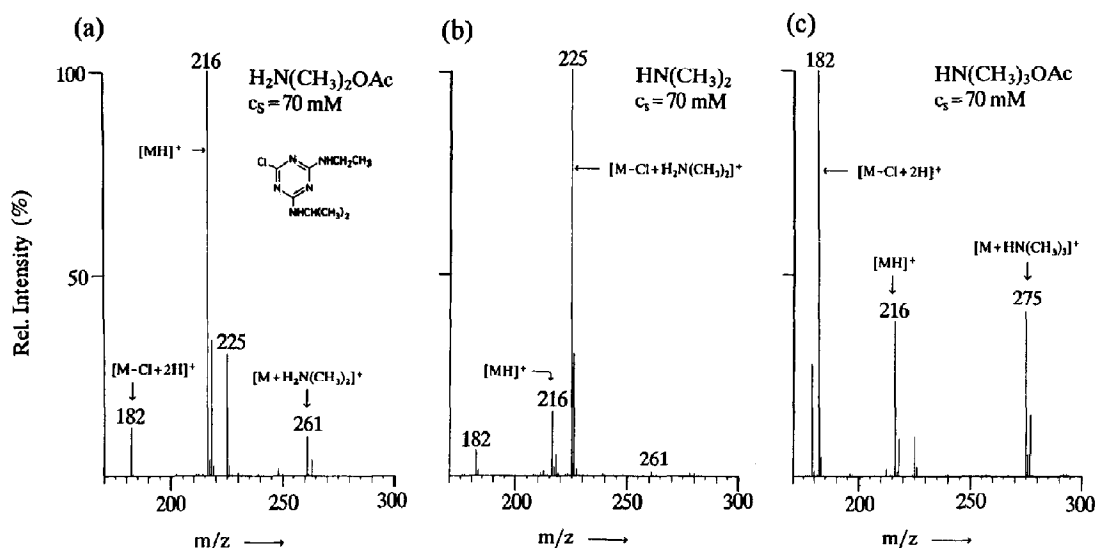 (a)
216
H₂N(CH₃)₂OAc
cₛ = 70 mM
[MH]⁺
Cl
N
N
N
NHCH₂CH₃
NHCH(CH₃)₂
225
[M-Cl+2H]⁺
182
[M+H₂N(CH₃)₂]⁺
261
100
50
Rel. Intensity (%)
200 250 300
m/z
(b)
225
HN(CH₃)₂
cₛ = 70 mM
[M-Cl+H₂N(CH₃)₂]⁺
[MH]⁺
216
182
261
200 250 300
m/z
(c)
182
HN(CH₃)₃OAc
cₛ = 70 mM
[M-Cl+2H]⁺
[MH]⁺
216
[M+HN(CH₃)₃]⁺
275
200 250 300
m/z